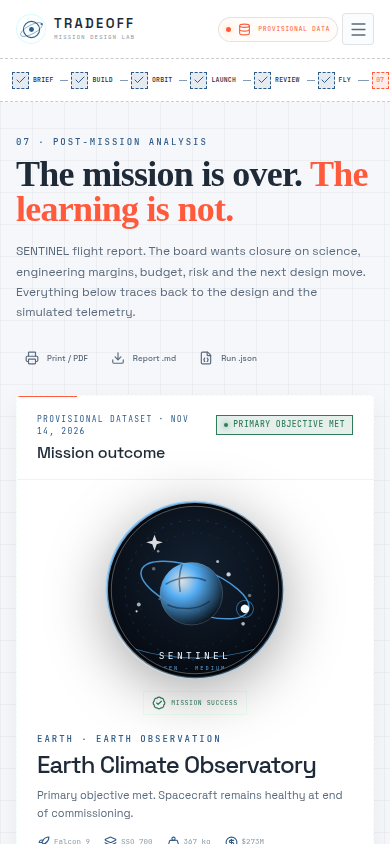 TRADEOFF
MISSION DESIGN LAB
PROVISIONAL DATA
BRIEF
BUILD
ORBIT
LAUNCH
REVIEW
FLY
07
07 · POST-MISSION ANALYSIS
The mission is over. The
learning is not.
SENTINEL flight report. The board wants closure on science,
engineering margins, budget, risk and the next design move.
Everything below traces back to the design and the
simulated telemetry.
Print / PDF
Report .md
Run .json
PROVISIONAL DATASET · NOV
14, 2026
PRIMARY OBJECTIVE MET
Mission outcome
SENTINEL
MISSION SUCCESS
EARTH · EARTH OBSERVATION
Earth Climate Observatory
Primary objective met. Spacecraft remains healthy at end
of commissioning.
Falcon 9
SSO 700
367 kg
$273M